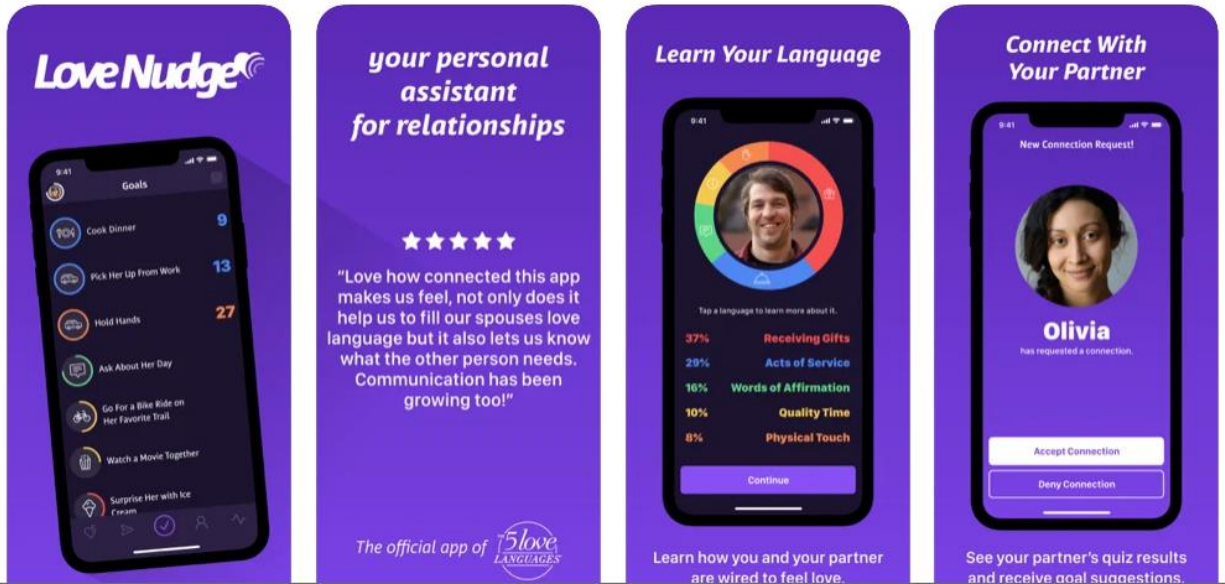 Love Nudge
9:41
Goals
Cook Dinner
9
Pick Her Up From Work
13
Hold Hands
27
Ask About Her Day
Go For a Bike Ride on
Her Favorite Trail
Watch a Movie Together
Surprise Her with Ice
Cream
your personal
assistant
for relationships
“Love how connected this app
makes us feel, not only does it
help us to fill our spouses love
language but it also lets us know
what the other person needs.
Communication has been
growing too!”
The official app of
THE 5 love
LANGUAGES
Learn Your Language
9:41
Tap a language to learn more about it.
37% Receiving Gifts
29% Acts of Service
16% Words of Affirmation
10% Quality Time
8% Physical Touch
Continue
Learn how you and your partner
are wired to feel love.
Connect With
Your Partner
9:41
New Connection Request!
Olivia
has requested a connection.
Accept Connection
Deny Connection
See your partner’s quiz results
and receive goal suggestions.